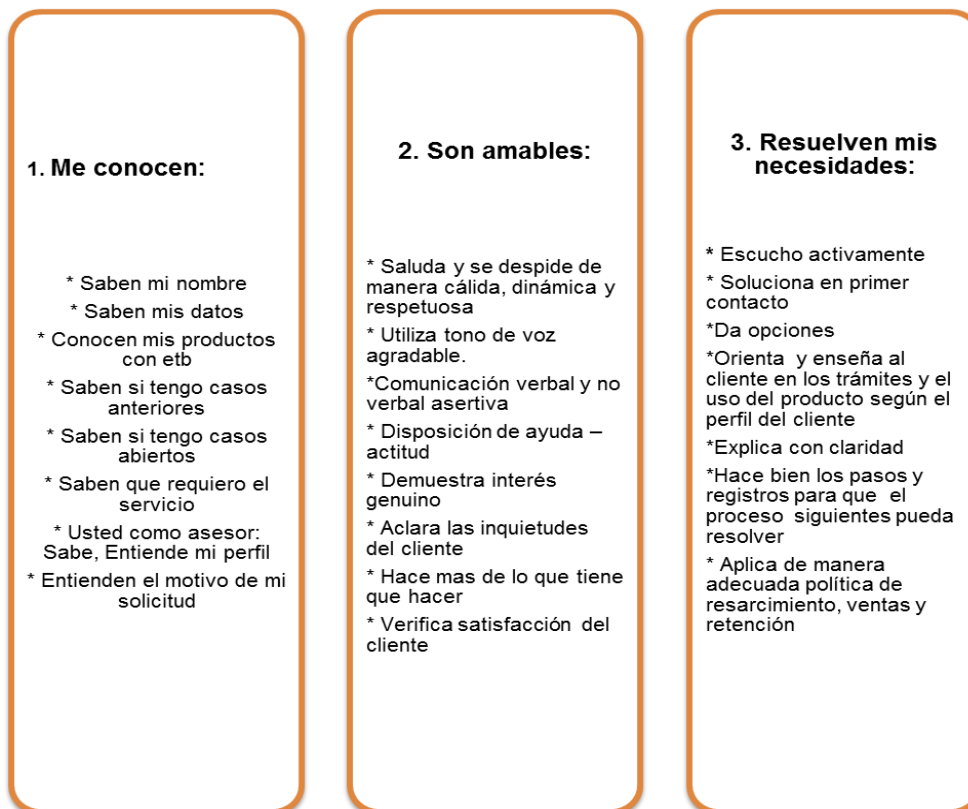 1. Me conocen:
* Saben mi nombre
* Saben mis datos
* Conocen mis productos
con etb
* Saben si tengo casos
anteriores
* Saben si tengo casos
abiertos
* Saben que requiero el
servicio
* Usted como asesor:
Sabe, Entiende mi perfil
* Entienden el motivo de mi
solicitud
2. Son amables:
* Saluda y se despide de
manera cálida, dinámica y
respetuosa
* Utiliza tono de voz
agradable.
*Comunicación verbal y no
verbal asertiva
* Disposición de ayuda –
actitud
* Demuestra interés
genuino
* Aclara las inquietudes
del cliente
* Hace mas de lo que tiene
que hacer
* Verifica satisfacción del
cliente
3. Resuelven mis
necesidades:
* Escucho activamente
* Soluciona en primer
contacto
*Da opciones
*Orienta y enseña al
cliente en los trámites y el
uso del producto según el
perfil del cliente
*Explica con claridad
*Hace bien los pasos y
registros para que el
proceso siguientes pueda
resolver
* Aplica de manera
adecuada política de
resarcimiento, ventas y
retención